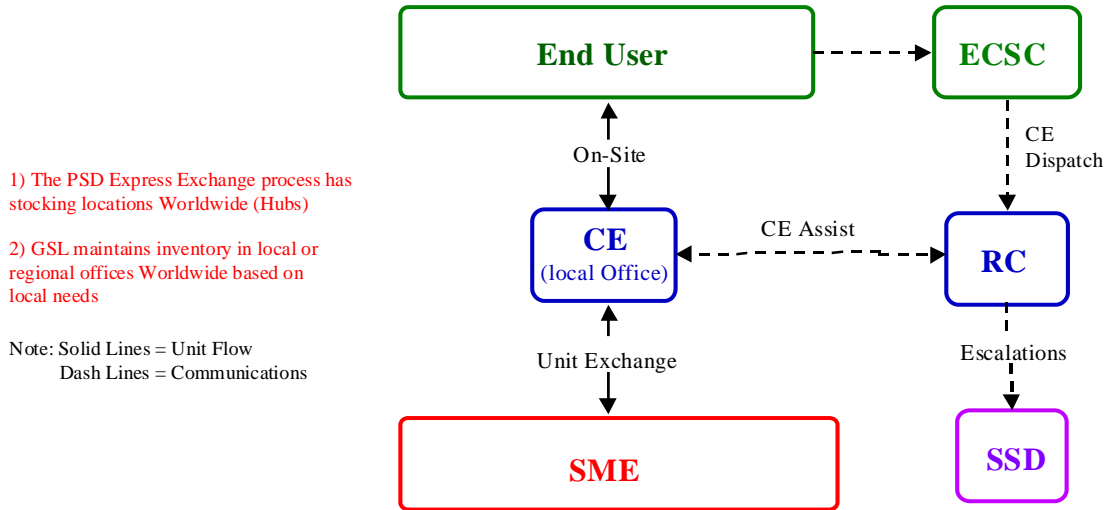 End User
ECSC
On-Site
CE
Dispatch
1) The PSD Express Exchange process has
stocking locations Worldwide (Hubs)
2) GSL maintains inventory in local or
regional offices Worldwide based on
local needs
CE
(local Office)
CE Assist
RC
Note: Solid Lines = Unit Flow
Dash Lines = Communications
Unit Exchange
Escalations
SME
SSD